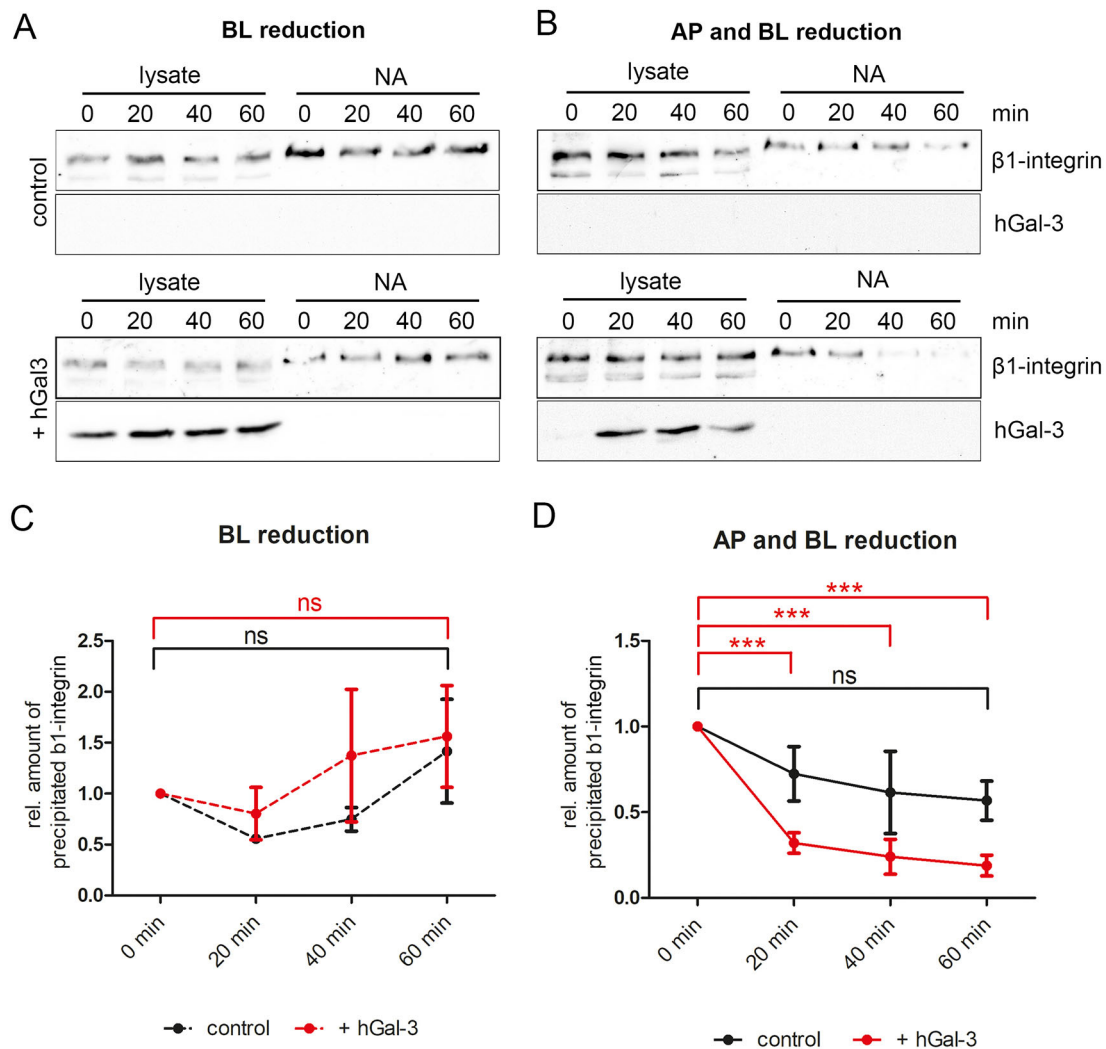 A
BL reduction
lysate NA
0 20 40 60 0 20 40 60
control
lysate NA
0 20 40 60 0 20 40 60
+ hGal3
B
AP and BL reduction
lysate NA
0 20 40 60 0 20 40 60 min
β1-integrin
hGal-3
lysate NA
0 20 40 60 0 20 40 60 min
β1-integrin
hGal-3
C
BL reduction
ns
ns
rel. amount of
precipitated b1-integrin
2.5
2.0
1.5
1.0
0.5
0.0
0 min 20 min 40 min 60 min
control + hGal-3
D
AP and BL reduction
***
***
***
ns
rel. amount of
precipitated b1-integrin
1.5
1.0
0.5
0.0
0 min 20 min 40 min 60 min
control + hGal-3